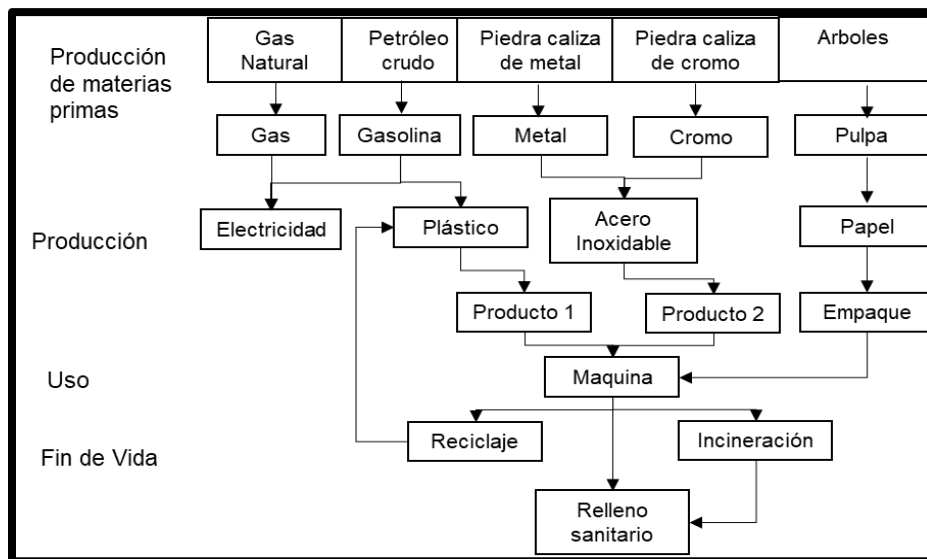 Producción
de materias
primas
Gas
Natural
Petróleo
crudo
Piedra caliza
de metal
Piedra caliza
de cromo
Arboles
Gas
Gasolina
Metal
Cromo
Pulpa
Producción
Electricidad
Plástico
Acero
Inoxidable
Papel
Producto 1
Producto 2
Empaque
Uso
Maquina
Fin de Vida
Reciclaje
Incineración
Relleno
sanitario